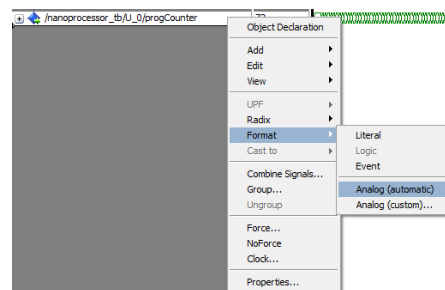 /nanoprocessor_tb/U_0/progCounter
Object Declaration
Add
Edit
View
UPF
Radix
Format
Cast to
Combine Signals...
Group...
Ungroup
Force...
NoForce
Clock...
Properties...
Literal
Logic
Event
Analog (automatic)
Analog (custom)...